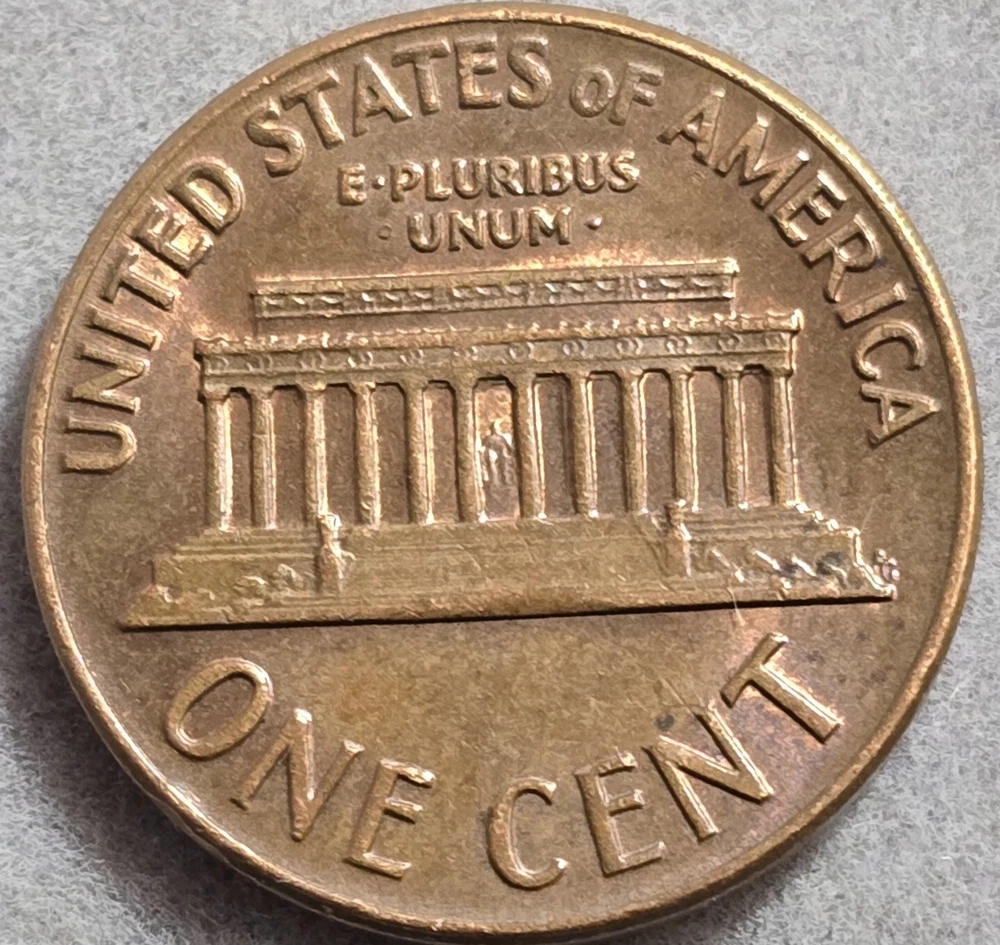 UNITED STATES OF AMERICA
E·PLURIBUS
·UNUM·
ONE CENT